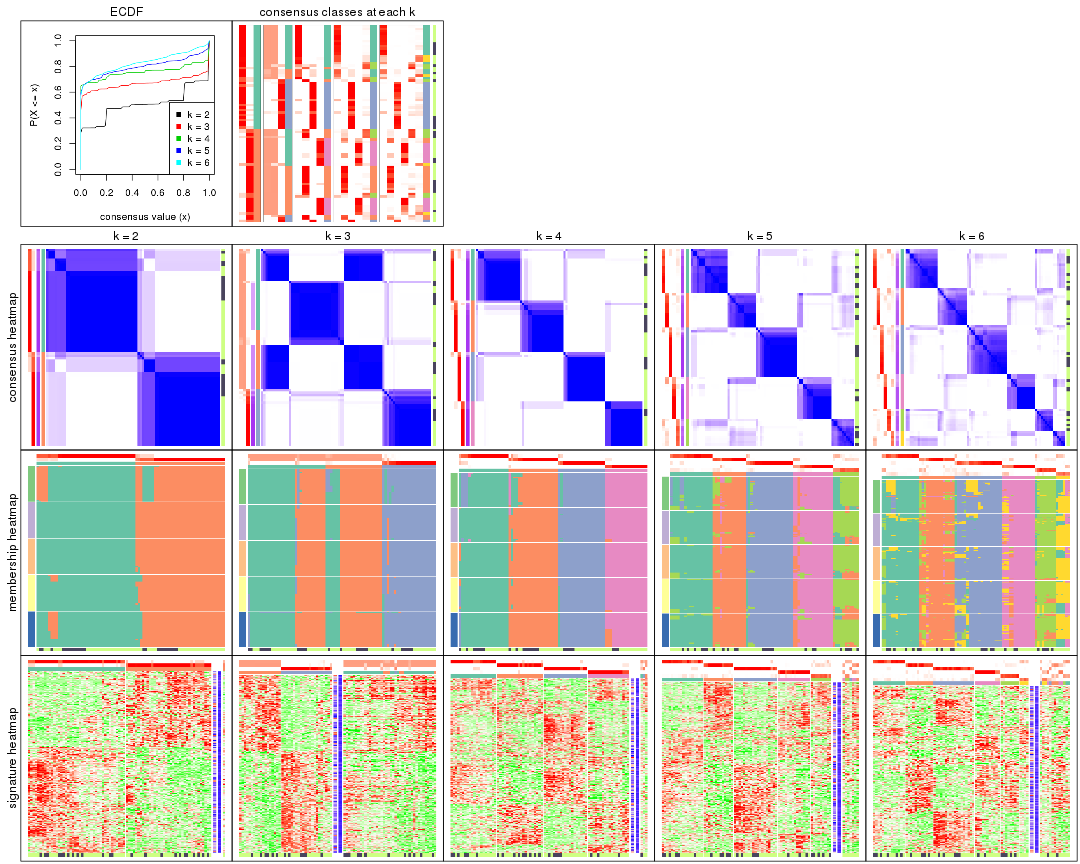 ECDF
consensus classes at each k
P(X <= x)
0.0 0.2 0.4 0.6 0.8 1.0
k = 2
k = 3
k = 4
k = 5
k = 6
0.0 0.2 0.4 0.6 0.8 1.0
consensus value (x)
k = 2
k = 3
k = 4
k = 5
k = 6
consensus heatmap
membership heatmap
signature heatmap